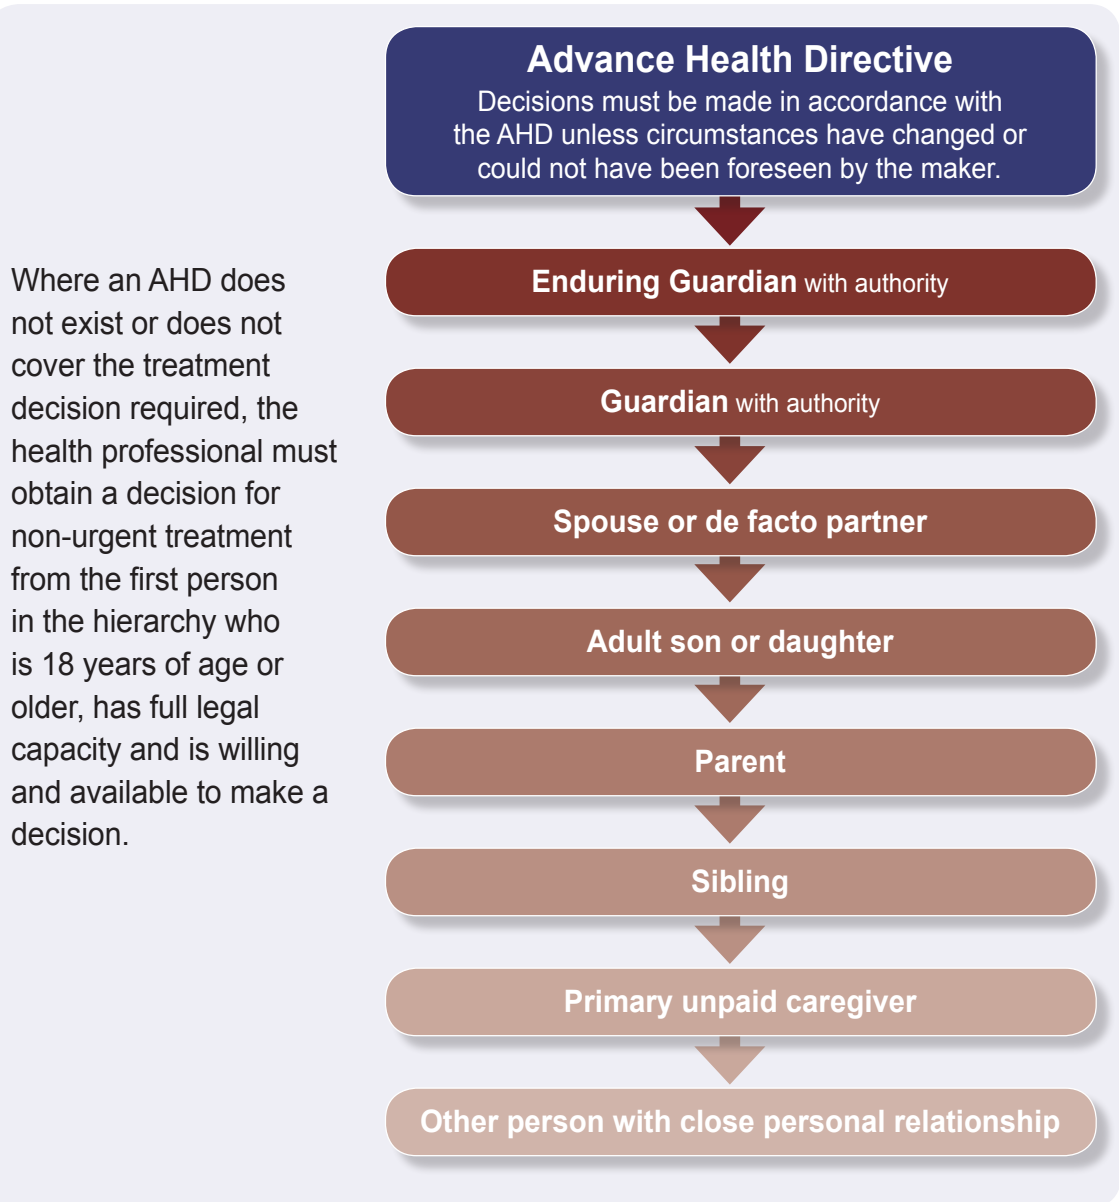 Advance Health Directive
Decisions must be made in accordance with
the AHD unless circumstances have changed or
could not have been foreseen by the maker.
Where an AHD does
not exist or does not
cover the treatment
decision required, the
health professional must
obtain a decision for
non-urgent treatment
from the first person
in the hierarchy who
is 18 years of age or
older, has full legal
capacity and is willing
and available to make a
decision.
Enduring Guardian with authority
Guardian with authority
Spouse or de facto partner
Adult son or daughter
Parent
Sibling
Primary unpaid caregiver
Other person with close personal relationship